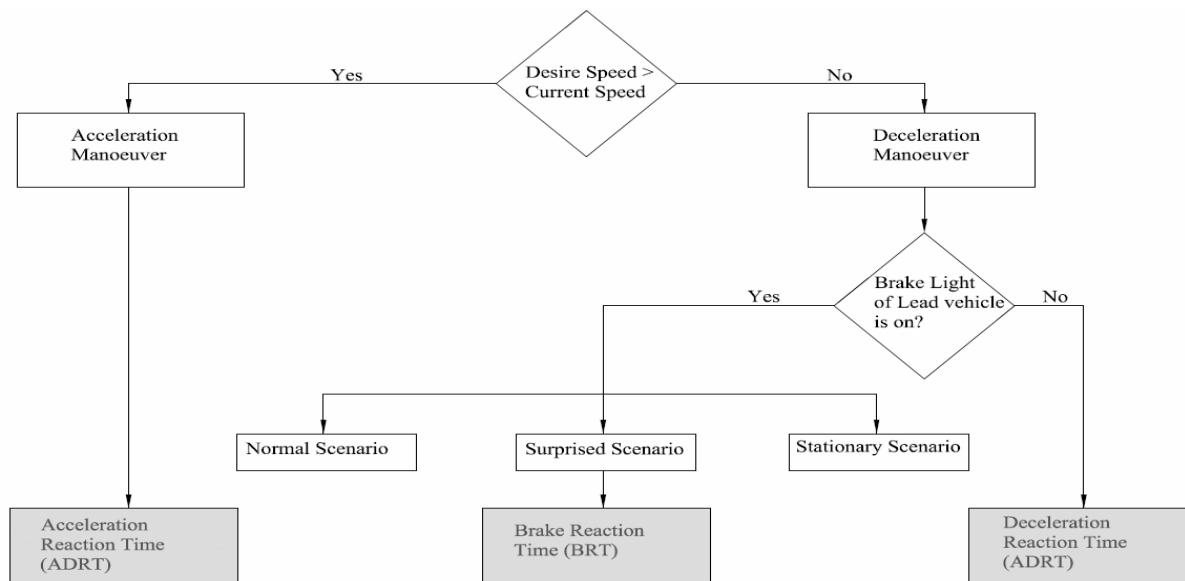 Desire Speed >
Current Speed
Yes
No
Acceleration
Manoeuver
Deceleration
Manoeuver
Brake Light
of Lead vehicle
is on?
Yes
No
Normal Scenario
Surprised Scenario
Stationary Scenario
Acceleration
Reaction Time
(ADRT)
Brake Reaction
Time (BRT)
Deceleration
Reaction Time
(ADRT)